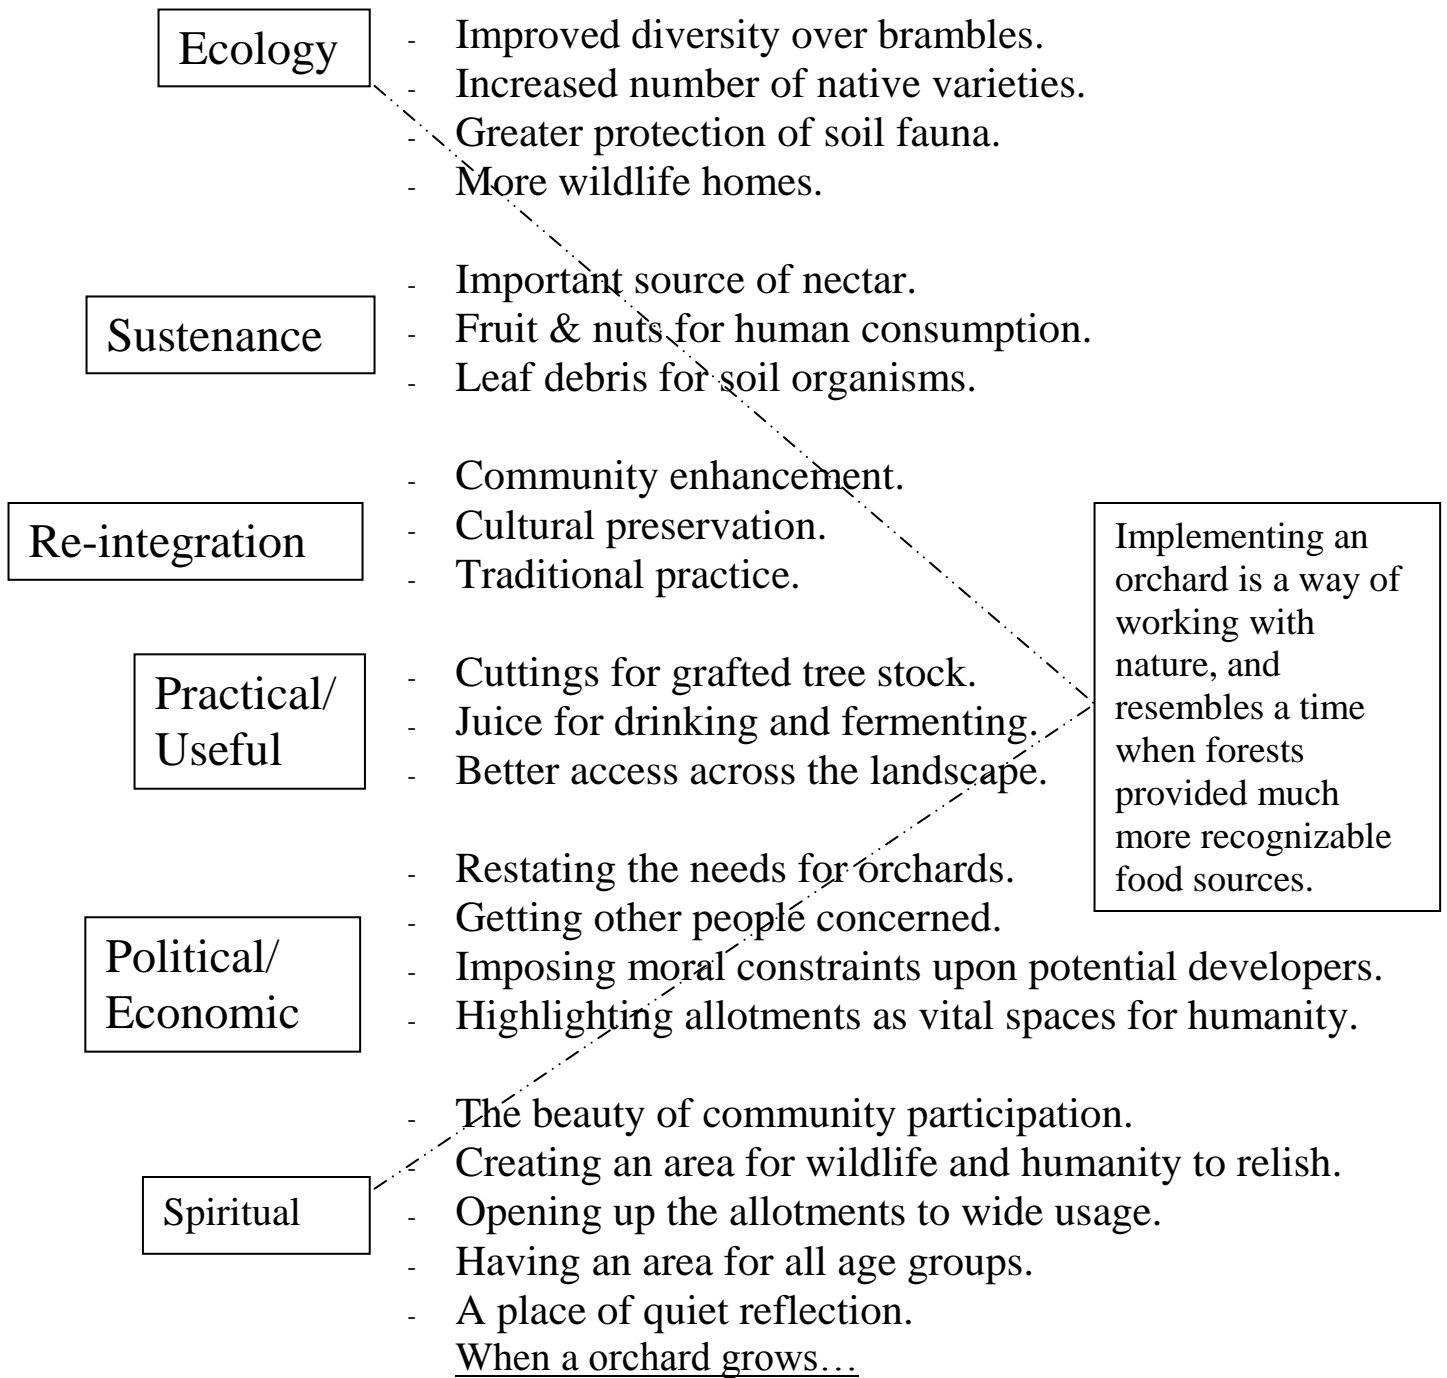 Ecology
- Improved diversity over brambles.
- Increased number of native varieties.
- Greater protection of soil fauna.
- More wildlife homes.
Sustenance
- Important source of nectar.
- Fruit & nuts for human consumption.
- Leaf debris for soil organisms.
Re-integration
- Community enhancement.
- Cultural preservation.
- Traditional practice.
Practical/
Useful
- Cuttings for grafted tree stock.
- Juice for drinking and fermenting.
- Better access across the landscape.
Political/
Economic
- Restating the needs for orchards.
- Getting other people concerned.
- Imposing moral constraints upon potential developers.
- Highlighting allotments as vital spaces for humanity.
Spiritual
- The beauty of community participation.
- Creating an area for wildlife and humanity to relish.
- Opening up the allotments to wide usage.
- Having an area for all age groups.
- A place of quiet reflection.
When a orchard grows…
Implementing an
orchard is a way of
working with
nature, and
resembles a time
when forests
provided much
more recognizable
food sources.